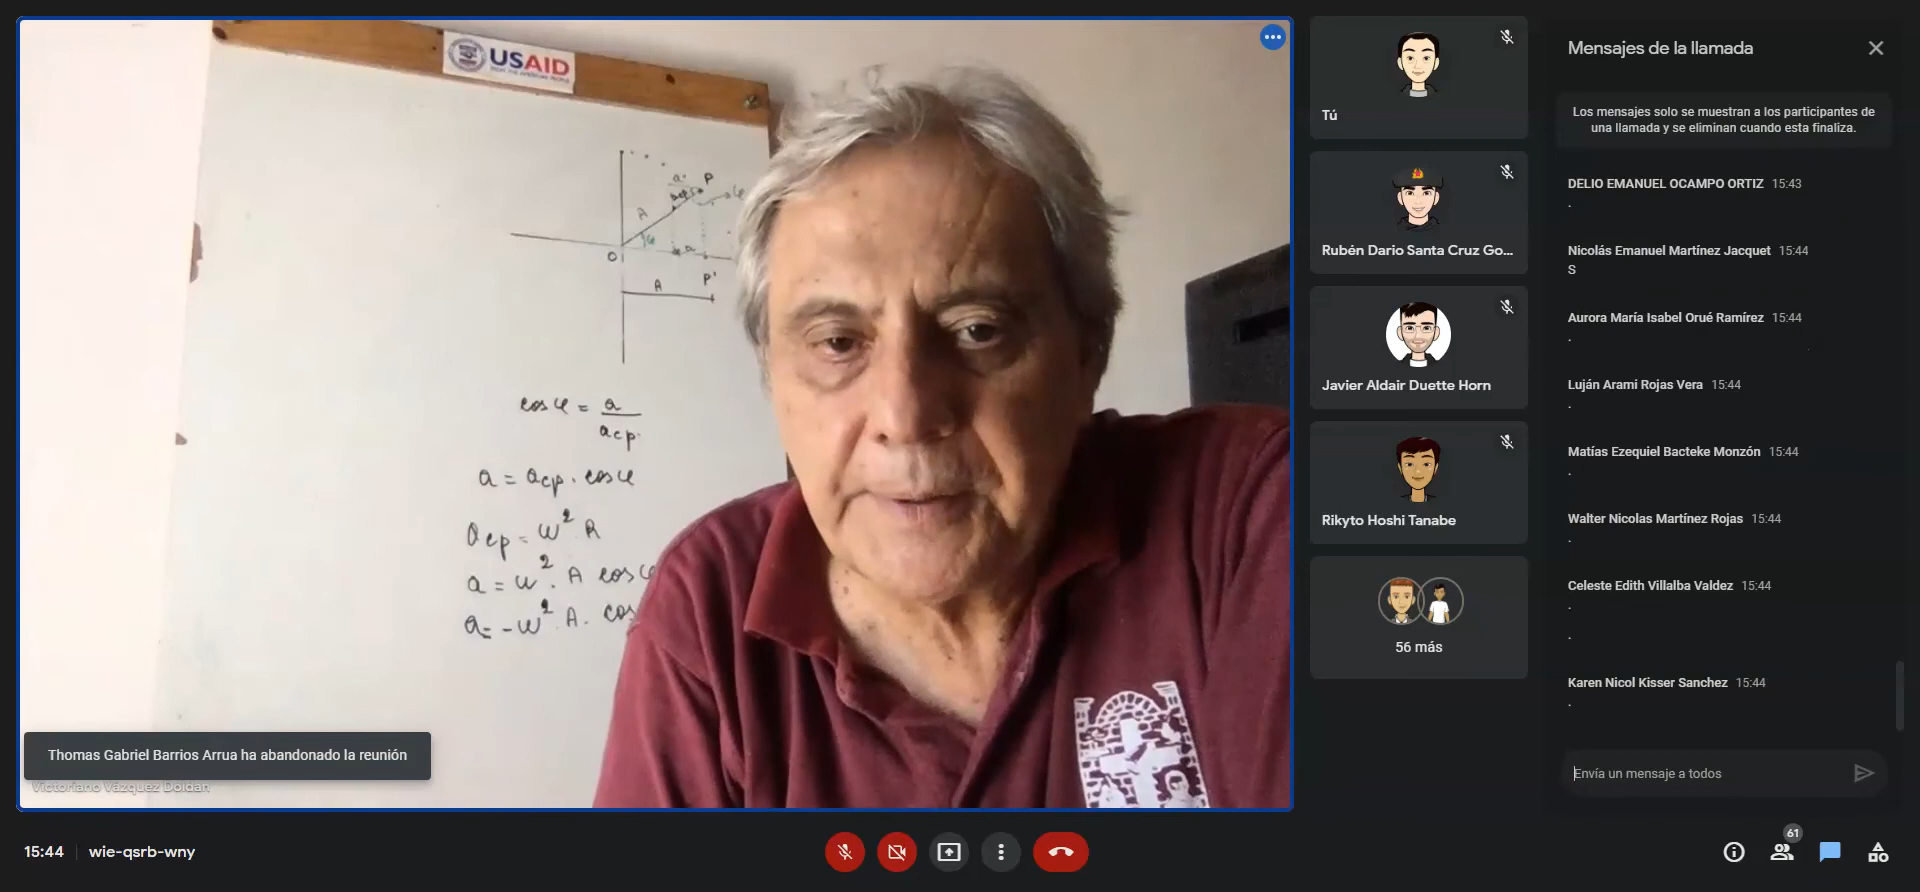 USAID
FROM THE AMERICAN PEOPLE
a.
P
acp
φ
A
φ
a
O
P'
A
cos φ = a / acp.
a = acp . cos φ
acp = w² . R
a = w² . A cos φ
a = -w² . A . cos
Thomas Gabriel Barrios Arrua ha abandonado la reunión
Victoriano Vázquez Doldan
Tú
Rubén Dario Santa Cruz Go...
Javier Aldair Duette Horn
Rikyto Hoshi Tanabe
56 más
Mensajes de la llamada
Los mensajes solo se muestran a los participantes de
una llamada y se eliminan cuando esta finaliza.
DELIO EMANUEL OCAMPO ORTIZ 15:43
.
Nicolás Emanuel Martínez Jacquet 15:44
S
Aurora María Isabel Orué Ramírez 15:44
.
Luján Arami Rojas Vera 15:44
.
Matías Ezequiel Bacteke Monzón 15:44
.
Walter Nicolas Martínez Rojas 15:44
.
Celeste Edith Villalba Valdez 15:44
.
.
Karen Nicol Kisser Sanchez 15:44
.
Envía un mensaje a todos
15:44 | wie-qsrb-wny
61